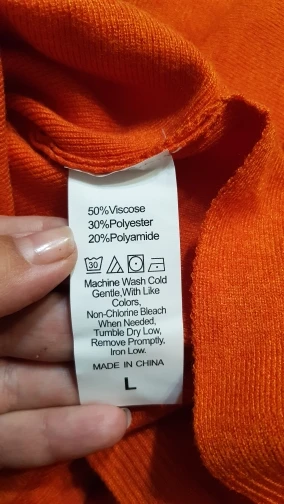 50%Viscose
30%Polyester
20%Polyamide
30
Machine Wash Cold
Gentle,With Like
Colors,
Non-Chlorine Bleach
When Needed,
Tumble Dry Low,
Remove Promptly,
Iron Low.
MADE IN CHINA
L